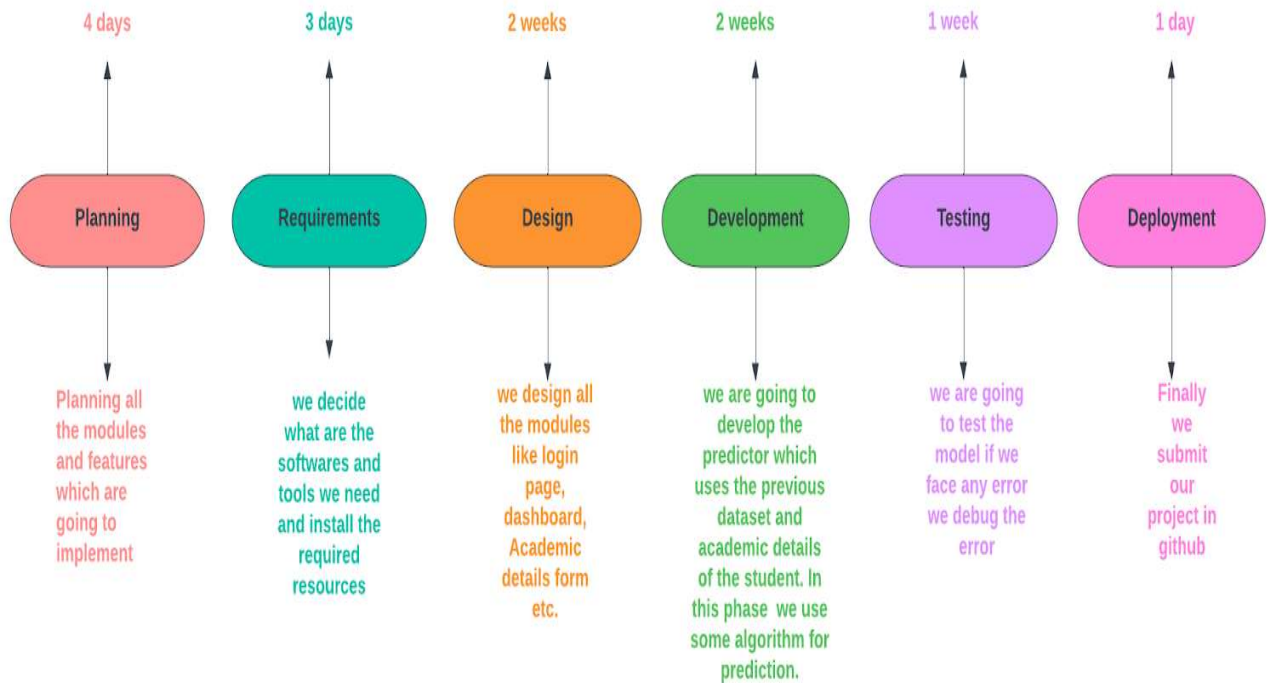 4 days
3 days
2 weeks
2 weeks
1 week
1 day
Planning
Requirements
Design
Development
Testing
Deployment
Planning all
the modules
and features
which are
going to
implement
we decide
what are the
softwares and
tools we need
and install the
required
resources
we design all
the modules
like login
page,
dashboard,
Academic
details form
etc.
we are going to
develop the
predictor which
uses the previous
dataset and
academic details
of the student. In
this phase we use
some algorithm for
prediction.
we are going
to test the
model if we
face any error
we debug the
error
Finally
we
submit
our
project in
github